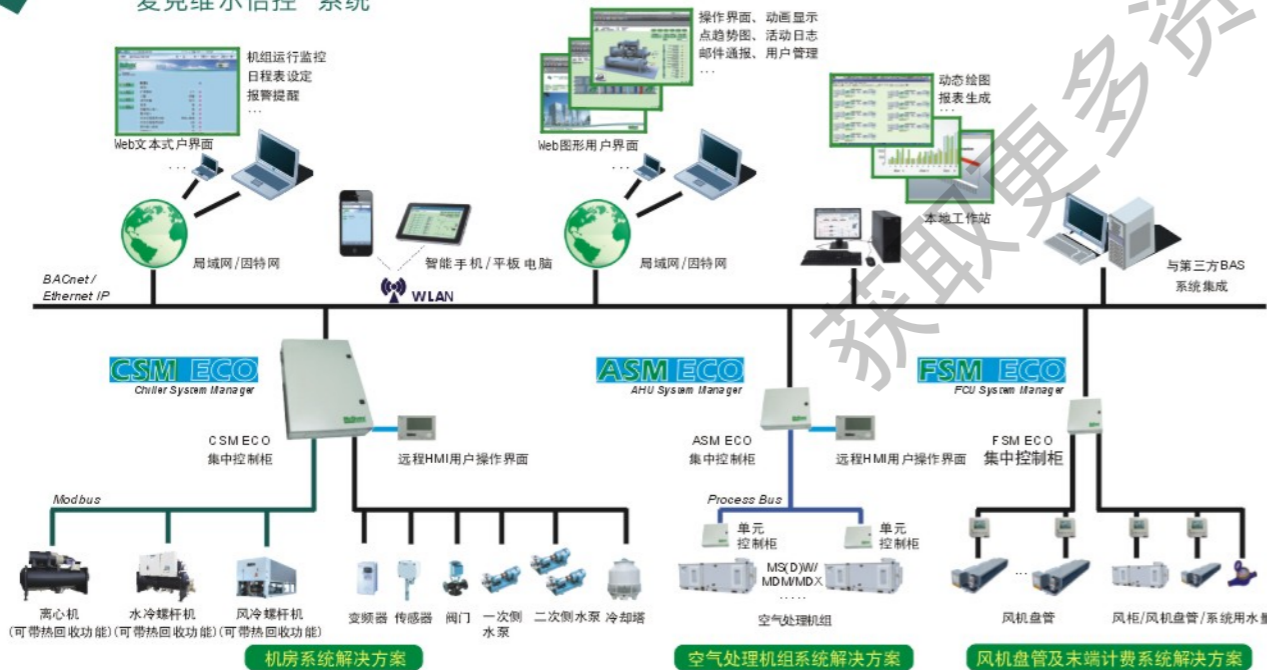 麦克维尔佰控 系统
机组运行监控
日程表设定
报警提醒
...
Web文本式户界面
...
操作界面、动画显示
点趋势图、活动日志
邮件通报、用户管理
...
Web图形用户界面
...
动态绘图
报表生成
...
本地工作站
局域网/因特网
智能手机/平板电脑
局域网/因特网
与第三方BAS
系统集成
BACnet /
Ethernet IP
WLAN
获取更多资
CSM ECO
Chiller System Manager
ASM ECO
AHU System Manager
FSM ECO
FCU System Manager
CSM ECO
集中控制柜
远程HMI用户操作界面
ASM ECO
集中控制柜
远程HMI用户操作界面
FSM ECO
集中控制柜
Modbus
Process Bus
单元
控制柜
单元
控制柜
MS(D)W/
MDM/MDX
.....
...
离心机
(可带热回收功能)
水冷螺杆机
(可带热回收功能)
风冷螺杆机
(可带热回收功能)
变频器
传感器
阀门
一次侧
水泵
二次侧水泵
冷却塔
空气处理机组
风机盘管
风柜/风机盘管/系统用水量
机房系统解决方案
空气处理机组系统解决方案
风机盘管及末端计费系统解决方案